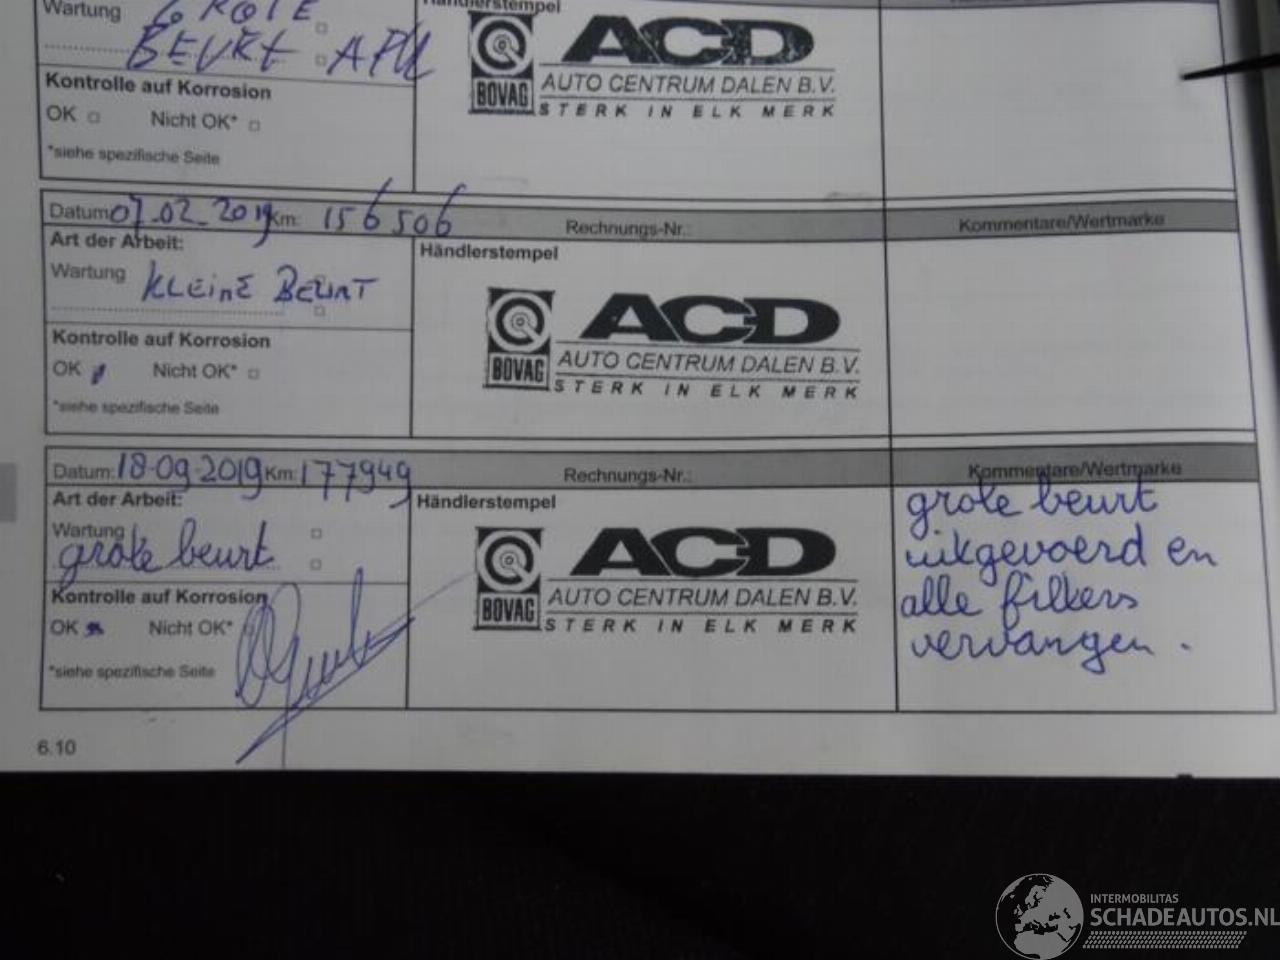 Wartung GROTE
BEURT + APK
Kontrolle auf Korrosion
OK Nicht OK*
*siehe spezifische Seite
Händlerstempel
ACD
BOVAG AUTO CENTRUM DALEN B.V.
STERK IN ELK MERK
Datum 07-02-2019 Km: 156506 Rechnungs-Nr.: Kommentare/Wertmarke
Art der Arbeit:
Wartung KLEINE BEURT
Kontrolle auf Korrosion
OK Nicht OK*
*siehe spezifische Seite
Händlerstempel
ACD
BOVAG AUTO CENTRUM DALEN B.V.
STERK IN ELK MERK
Datum: 18-09-2019 Km: 177949 Rechnungs-Nr.: Kommentare/Wertmarke
Art der Arbeit:
Wartung
grote beurt
Kontrolle auf Korrosion
OK Nicht OK*
*siehe spezifische Seite
Händlerstempel
ACD
BOVAG AUTO CENTRUM DALEN B.V.
STERK IN ELK MERK
grote beurt
uitgevoerd en
alle filters
vervangen.
6.10
INTERMOBILITAS
SCHADEAUTOS.NL